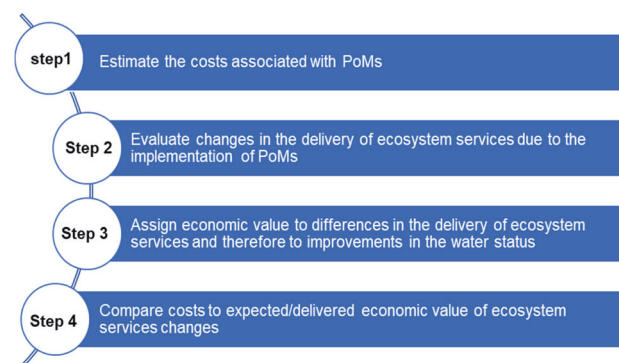 step1
Estimate the costs associated with PoMs
Step 2
Evaluate changes in the delivery of ecosystem services due to the
implementation of PoMs
Step 3
Assign economic value to differences in the delivery of ecosystem
services and therefore to improvements in the water status
Step 4
Compare costs to expected/delivered economic value of ecosystem
services changes